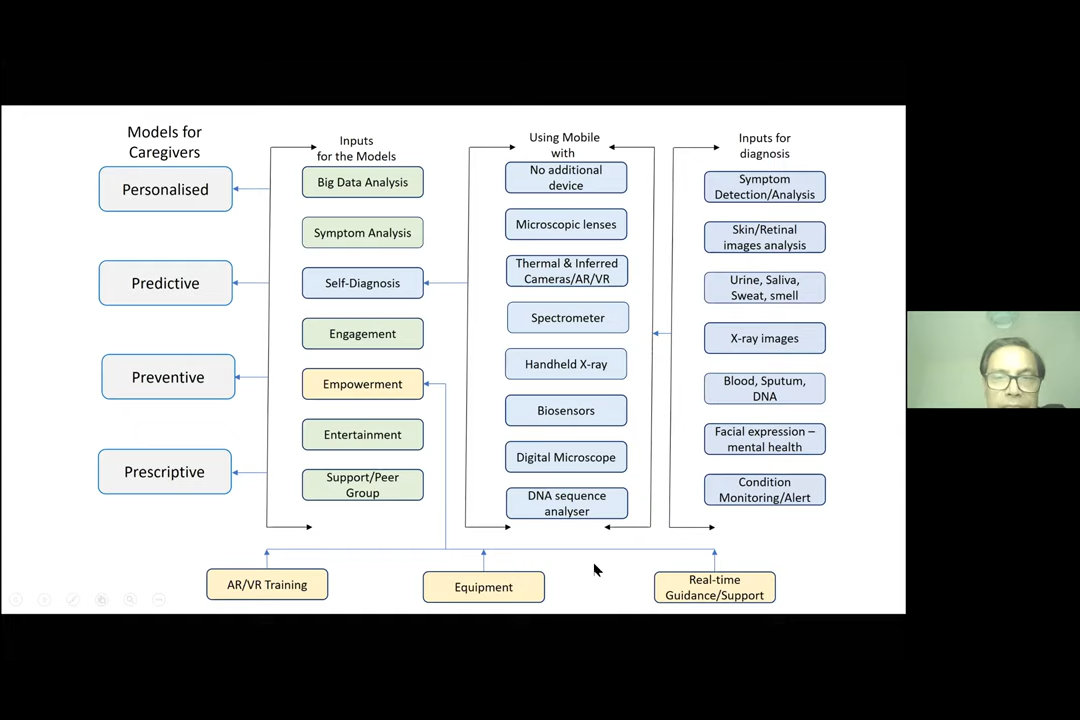 Models for
Caregivers
Personalised
Predictive
Preventive
Prescriptive
Inputs
for the Models
Big Data Analysis
Symptom Analysis
Self-Diagnosis
Engagement
Empowerment
Entertainment
Support/Peer
Group
Using Mobile
with
No additional
device
Microscopic lenses
Thermal & Inferred
Cameras/AR/VR
Spectrometer
Handheld X-ray
Biosensors
Digital Microscope
DNA sequence
analyser
Inputs for
diagnosis
Symptom
Detection/Analysis
Skin/Retinal
images analysis
Urine, Saliva,
Sweat, smell
X-ray images
Blood, Sputum,
DNA
Facial expression –
mental health
Condition
Monitoring/Alert
AR/VR Training
Equipment
Real-time
Guidance/Support